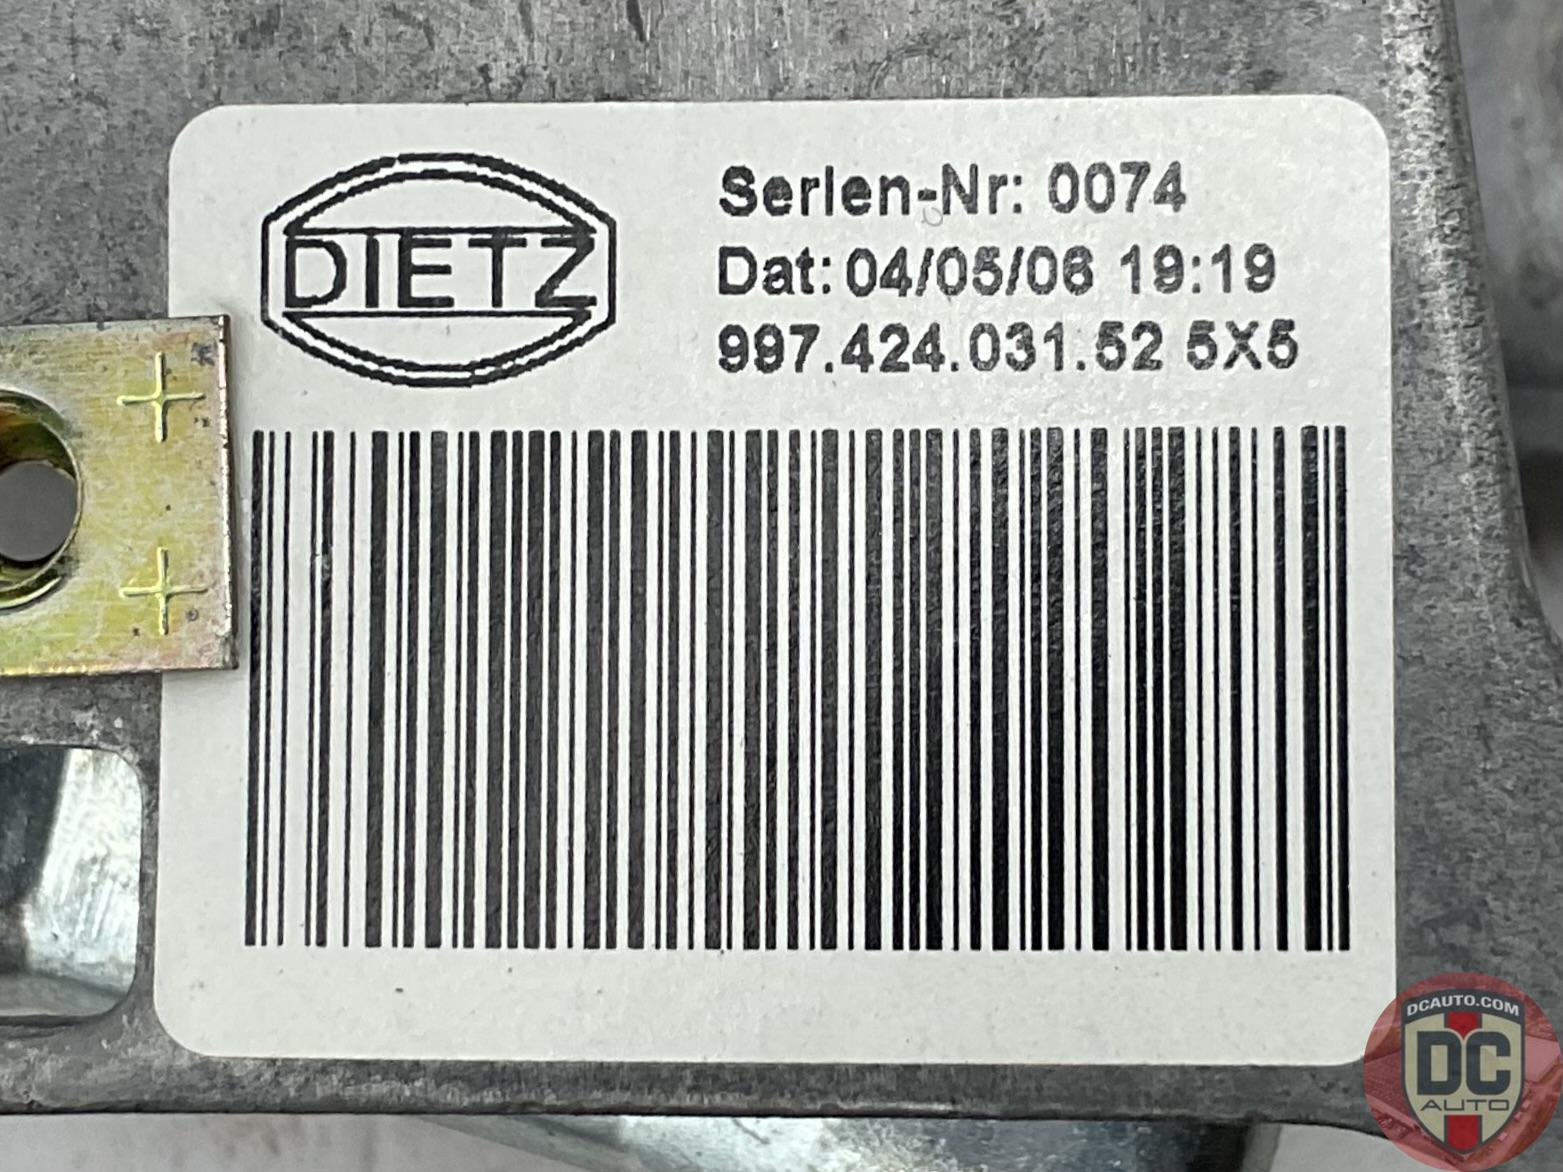 DIETZ
Serien-Nr: 0074
Dat: 04/05/06 19:19
997.424.031.52 5X5
DCAUTO.COM
DC
AUTO